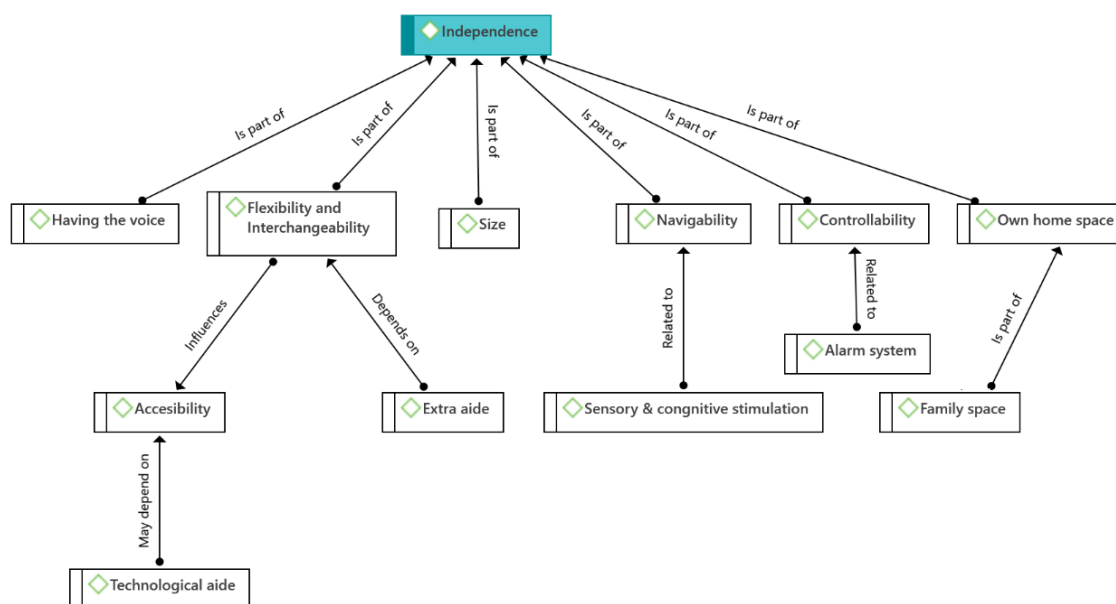 Independence
Is part of
Is part of
Is part of
Is part of
Is part of
Is part of
Having the voice
Flexibility and
Interchangeability
Size
Navigability
Controllability
Own home space
Influences
Depends on
Related to
Related to
Is part of
Alarm system
Accesibility
Extra aide
Sensory & congnitive stimulation
Family space
May depend on
Technological aide